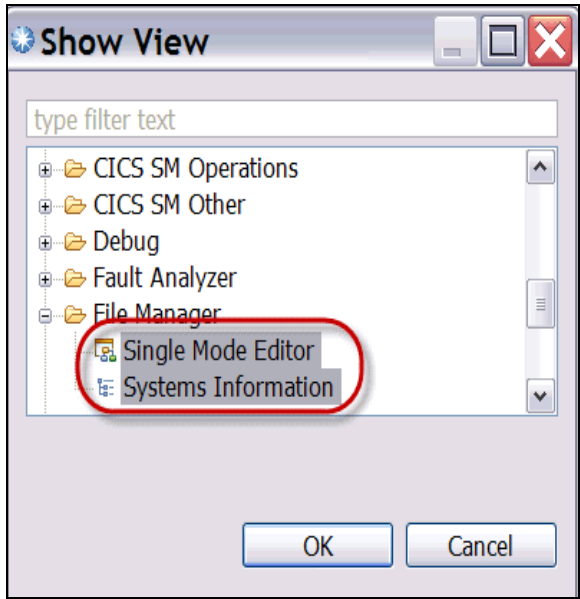 Show View
type filter text
CICS SM Operations
CICS SM Other
Debug
Fault Analyzer
File Manager
Single Mode Editor
Systems Information
OK
Cancel